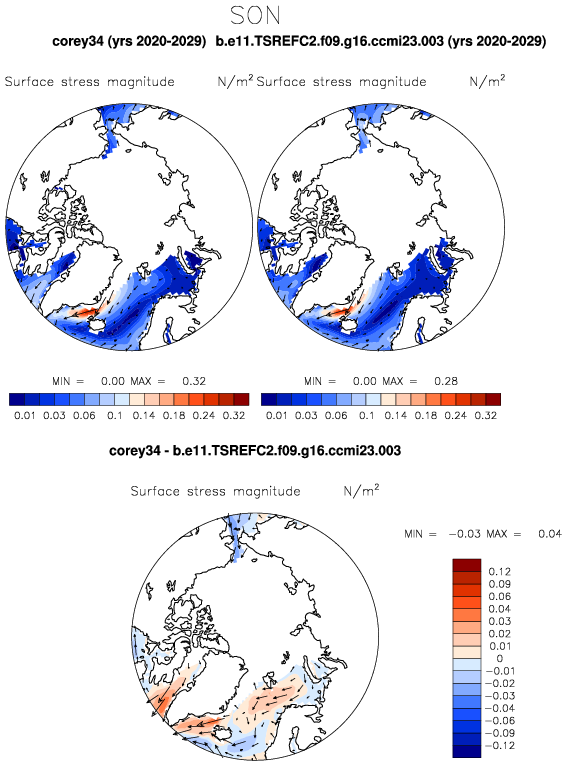 SON
corey34 (yrs 2020-2029) b.e11.TSREFC2.f09.g16.ccmi23.003 (yrs 2020-2029)
Surface stress magnitude N/m² Surface stress magnitude N/m²
MIN = 0.00 MAX = 0.32 MIN = 0.00 MAX = 0.28
0.01 0.03 0.06 0.1 0.14 0.18 0.24 0.32 0.01 0.03 0.06 0.1 0.14 0.18 0.24 0.32
corey34 - b.e11.TSREFC2.f09.g16.ccmi23.003
Surface stress magnitude N/m²
MIN = -0.03 MAX = 0.04
0.12
0.09
0.06
0.04
0.03
0.02
0.01
0
-0.01
-0.02
-0.03
-0.04
-0.06
-0.09
-0.12